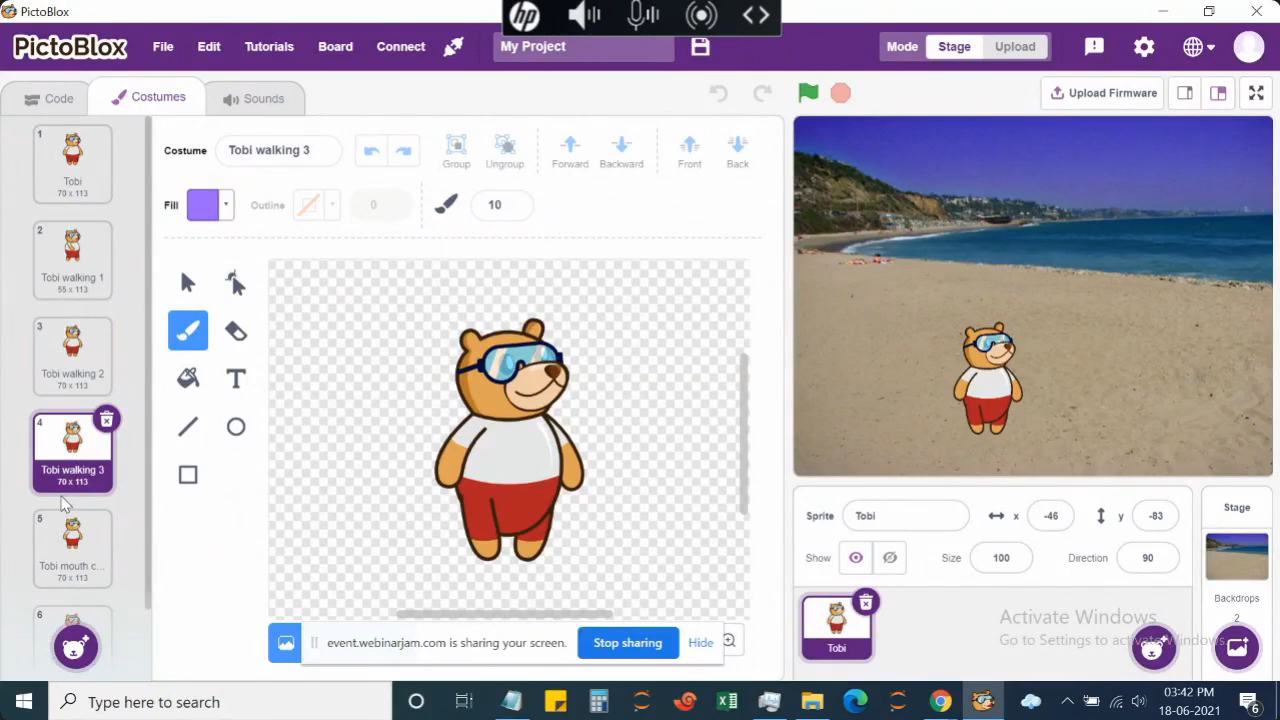 PictoBlox
hp
PictoBlox File Edit Tutorials Board Connect My Project Mode Stage Upload
Code Costumes Sounds Upload Firmware
1
Tobi
70 x 113
2
Tobi walking 1
55 x 113
3
Tobi walking 2
70 x 113
4
Tobi walking 3
70 x 113
5
Tobi mouth c...
70 x 113
6
Costume Tobi walking 3 Group Ungroup Forward Backward Front Back
Fill Outline 0 10
T
event.webinarjam.com is sharing your screen. Stop sharing Hide
Sprite Tobi x -46 y -83
Show Size 100 Direction 90
Tobi
Stage
Backdrops
2
Activate Windows
Go to Settings to activate Windows.
Type here to search
03:42 PM
18-06-2021
6